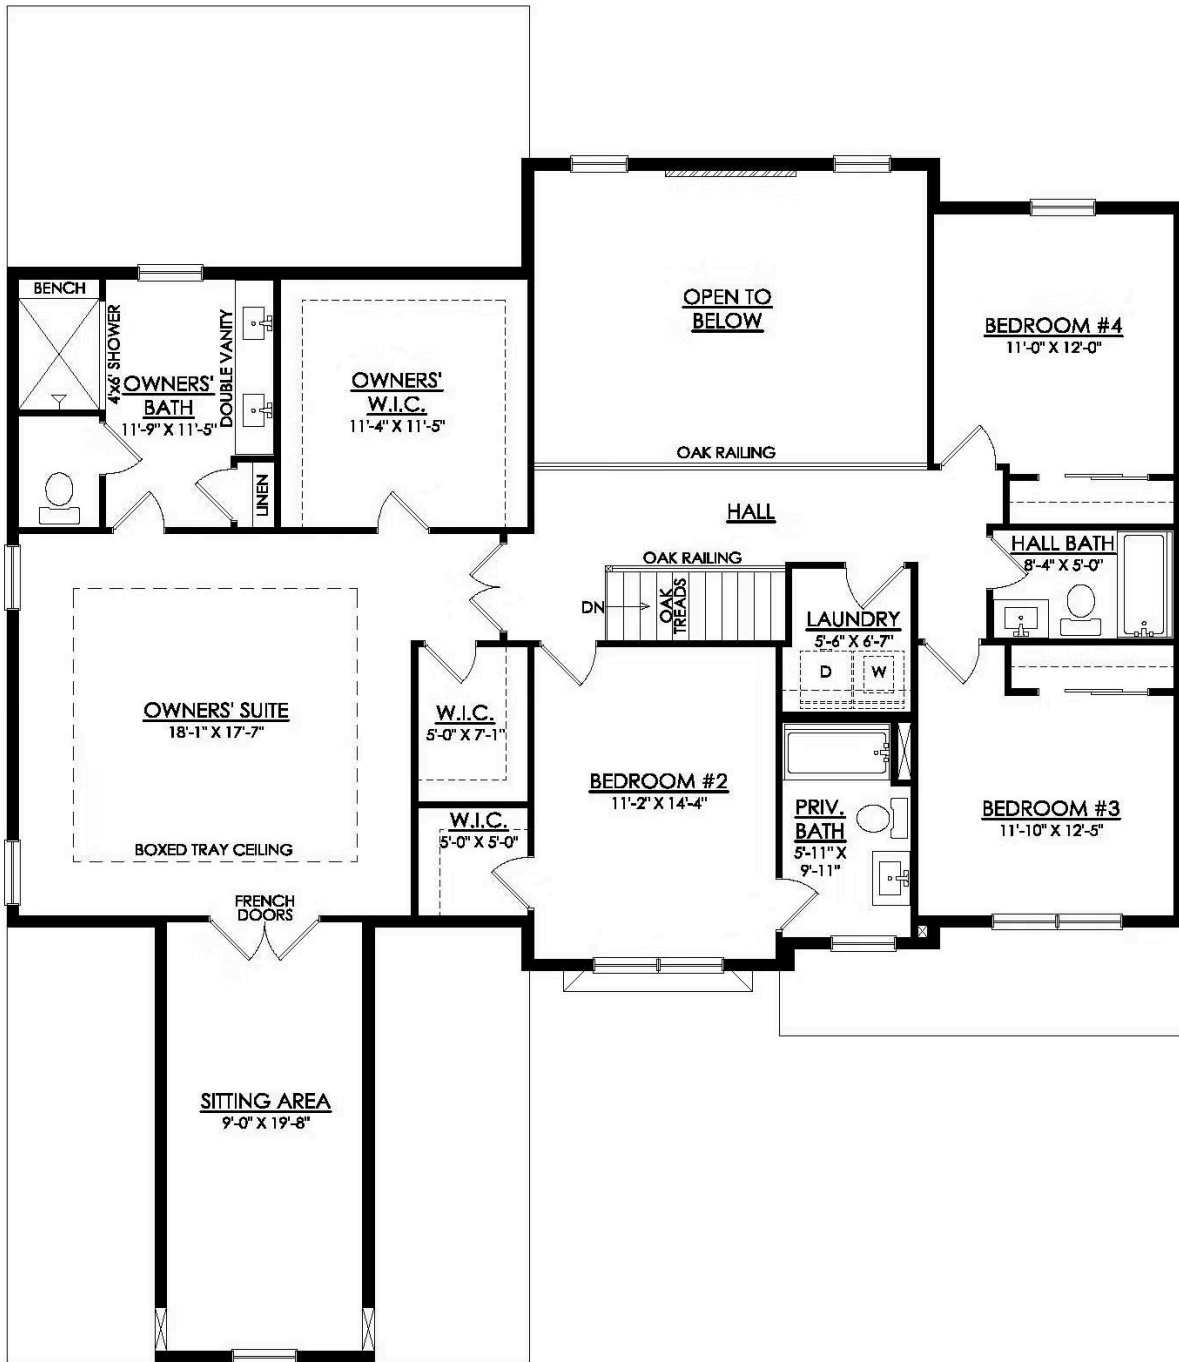 BENCH
4'X6' SHOWER
DOUBLE VANITY
OWNERS'
BATH
11'-9" X 11'-5"
LINEN
OWNERS'
W.I.C.
11'-4" X 11'-5"
OPEN TO
BELOW
OAK RAILING
BEDROOM #4
11'-0" X 12'-0"
HALL
OAK RAILING
DN
OAK
TREADS
HALL BATH
8'-4" X 5'-0"
LAUNDRY
5'-6" X 6'-7"
D
W
OWNERS' SUITE
18'-1" X 17'-7"
BOXED TRAY CEILING
W.I.C.
5'-0" X 7'-1"
W.I.C.
5'-0" X 5'-0"
BEDROOM #2
11'-2" X 14'-4"
PRIV.
BATH
5'-11" X
9'-11"
BEDROOM #3
11'-10" X 12'-5"
FRENCH
DOORS
SITTING AREA
9'-0" X 19'-8"